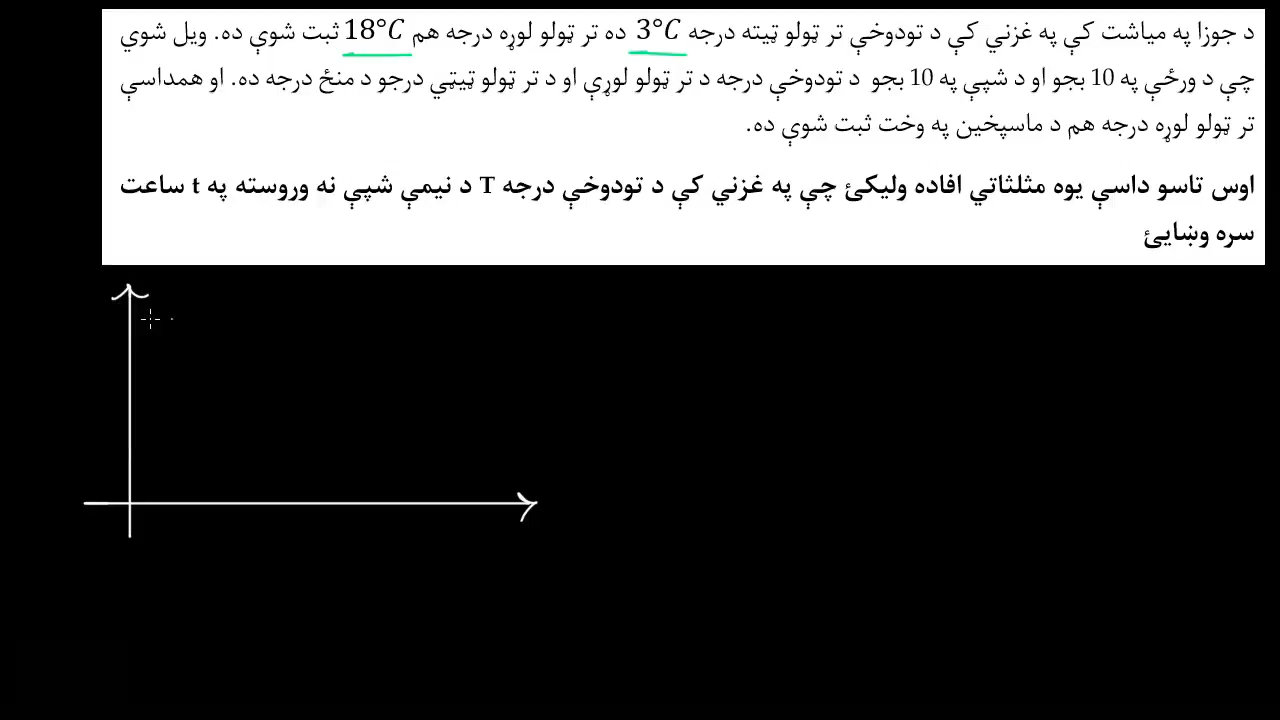 د جوزا په میاشت کې په غزني کې د تودوخې تر ټولو ټیټه درجه 3°C ده تر ټولو لوړه درجه هم 18°C ثبت شوې ده. ویل شوي
چې د ورځې په 10 بجو او د شپې په 10 بجو د تودوخې درجه د تر ټولو لوړې او د تر ټولو ټیټې درجو د منځ درجه ده. او همداسې
تر ټولو لوړه درجه هم د ماسپخین په وخت ثبت شوې ده.
اوس تاسو داسې یوه مثلثاتي افاده ولیکئ چې په غزني کې د تودوخې درجه T د نیمې شپې نه وروسته په t ساعت
سره وښایئ